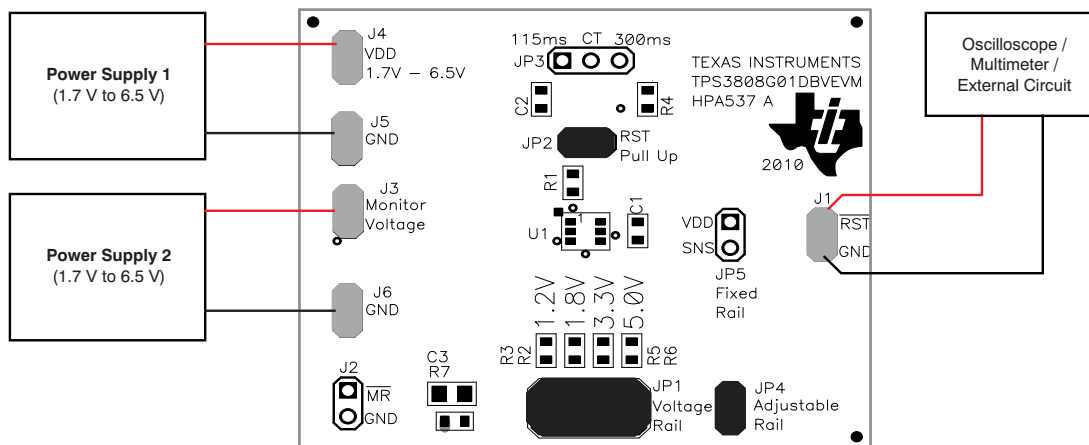 Power Supply 1
(1.7 V to 6.5 V)
Power Supply 2
(1.7 V to 6.5 V)
J4
VDD
1.7V – 6.5V
J5
GND
J3
Monitor
Voltage
J6
GND
J2
MR
GND
C3
R7
115ms CT 300ms
JP3
C2
R4
JP2
RST
Pull Up
R1
U1
1
C1
TEXAS INSTRUMENTS
TPS3808G01DBVEVM
HPA537 A
2010
VDD
SNS
JP5
Fixed
Rail
J1
RST
GND
1.2V
1.8V
3.3V
5.0V
R3
R2
R5
R6
JP1
Voltage
Rail
JP4
Adjustable
Rail
Oscilloscope /
Multimeter /
External Circuit